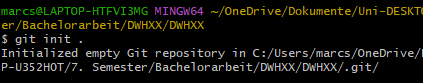 marcs@LAPTOP-HTFVI3MG MINGW64 ~/OneDrive/Dokumente/Uni-DESKTO
er/Bachelorarbeit/DWHXX/DWHXX
$ git init .
Initialized empty Git repository in C:/Users/marcs/OneDrive/
P-U352HOT/7. Semester/Bachelorarbeit/DWHXX/DWHXX/.git/